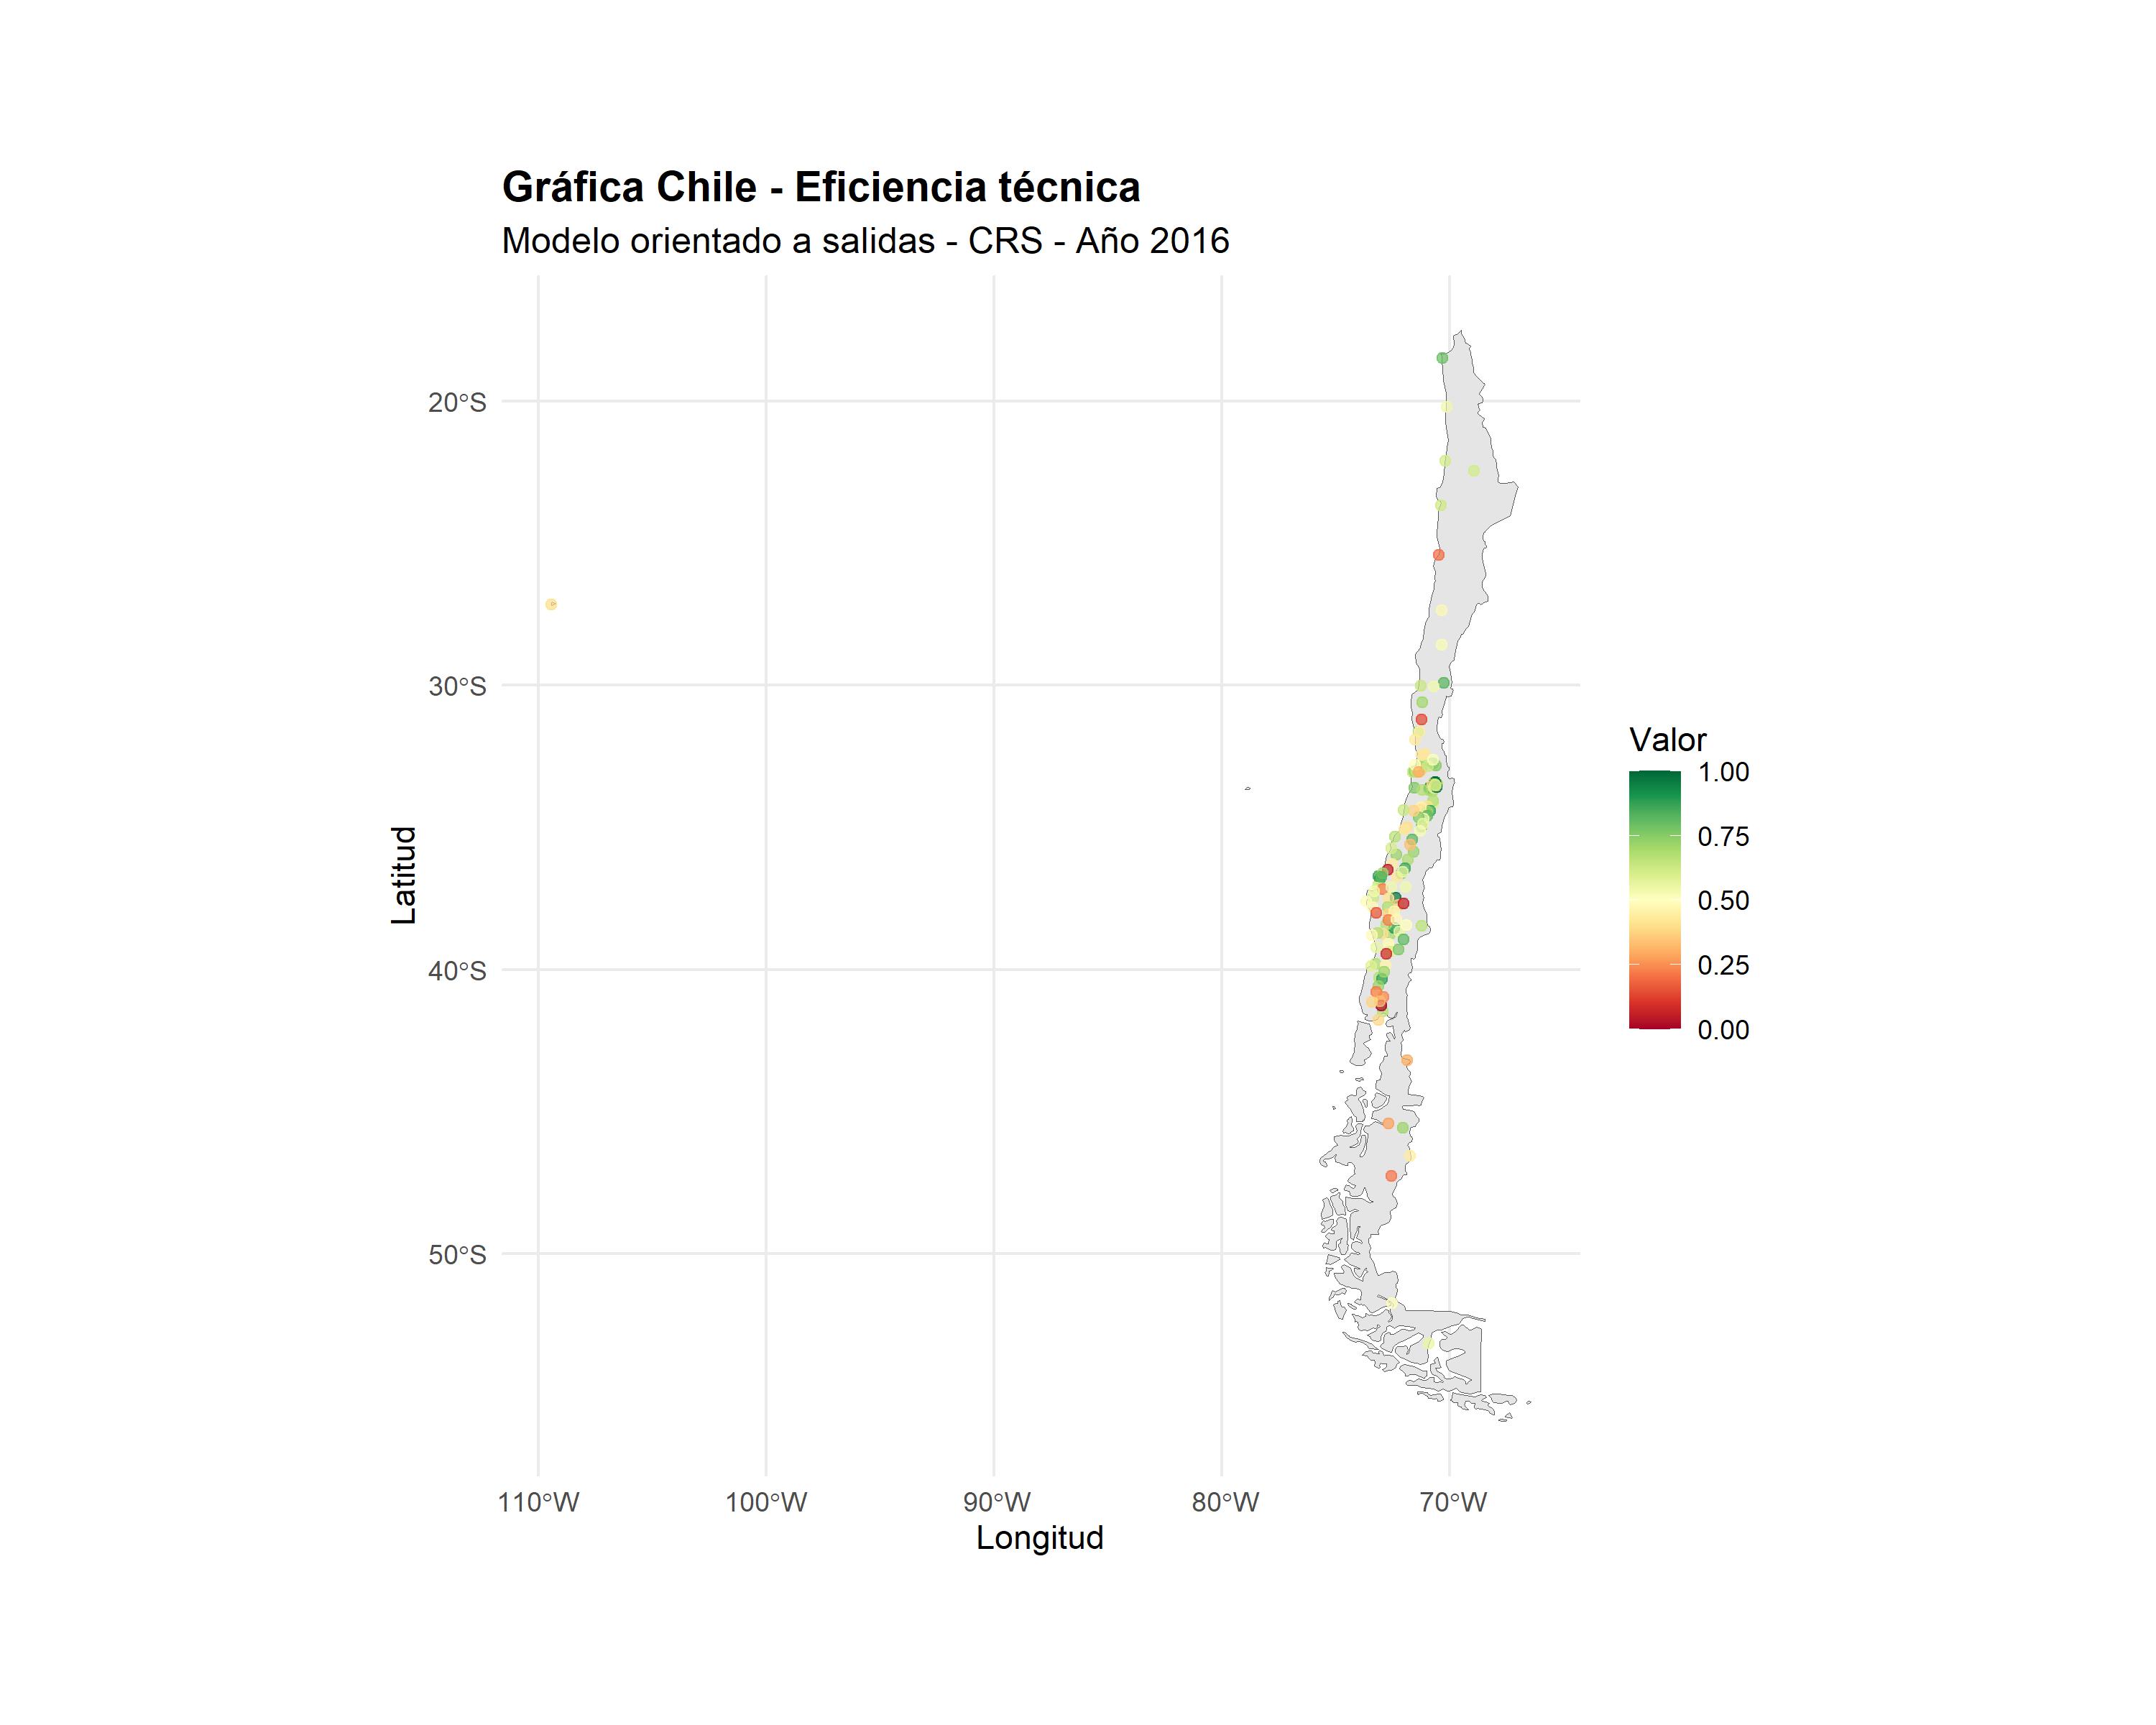 Gráfica Chile - Eficiencia técnica
Modelo orientado a salidas - CRS - Año 2016
20°S
30°S
40°S
50°S
Latitud
110°W
100°W
90°W
80°W
70°W
Longitud
Valor
1.00
0.75
0.50
0.25
0.00